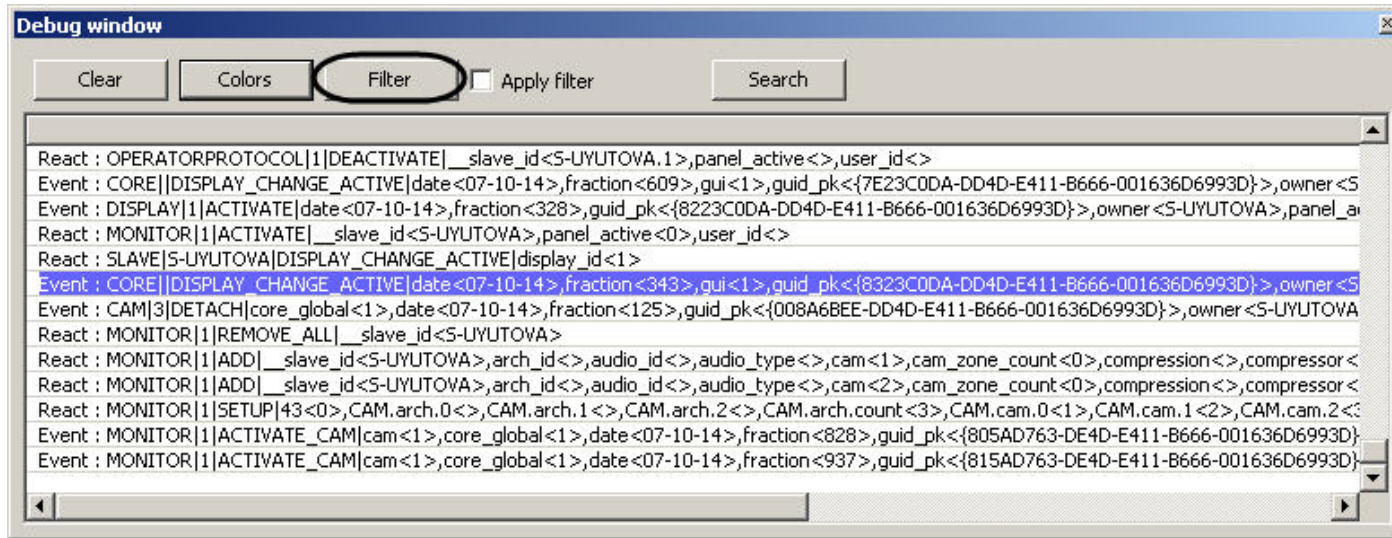 Debug window
Clear Colors Filter Apply filter Search
React : OPERATORPROTOCOL|1|DEACTIVATE|__slave_id<S-UYUTOVA.1>,panel_active<>,user_id<>
Event : CORE||DISPLAY_CHANGE_ACTIVE|date<07-10-14>,fraction<609>,gui<1>,guid_pk<{7E23C0DA-DD4D-E411-B666-001636D6993D}>,owner<S
Event : DISPLAY|1|ACTIVATE|date<07-10-14>,fraction<328>,guid_pk<{8223C0DA-DD4D-E411-B666-001636D6993D}>,owner<S-UYUTOVA>,panel_a
React : MONITOR|1|ACTIVATE|__slave_id<S-UYUTOVA>,panel_active<0>,user_id<>
React : SLAVE|S-UYUTOVA|DISPLAY_CHANGE_ACTIVE|display_id<1>
Event : CORE||DISPLAY_CHANGE_ACTIVE|date<07-10-14>,fraction<343>,gui<1>,guid_pk<{8323C0DA-DD4D-E411-B666-001636D6993D}>,owner<S
Event : CAM|3|DETACH|core_global<1>,date<07-10-14>,fraction<125>,guid_pk<{008A6BEE-DD4D-E411-B666-001636D6993D}>,owner<S-UYUTOVA
React : MONITOR|1|REMOVE_ALL|__slave_id<S-UYUTOVA>
React : MONITOR|1|ADD|__slave_id<S-UYUTOVA>,arch_id<>,audio_id<>,audio_type<>,cam<1>,cam_zone_count<0>,compression<>,compressor<
React : MONITOR|1|ADD|__slave_id<S-UYUTOVA>,arch_id<>,audio_id<>,audio_type<>,cam<2>,cam_zone_count<0>,compression<>,compressor<
React : MONITOR|1|SETUP|43<0>,CAM.arch.0<>,CAM.arch.1<>,CAM.arch.2<>,CAM.arch.count<3>,CAM.cam.0<1>,CAM.cam.1<2>,CAM.cam.2<3
Event : MONITOR|1|ACTIVATE_CAM|cam<1>,core_global<1>,date<07-10-14>,fraction<828>,guid_pk<{805AD763-DE4D-E411-B666-001636D6993D}
Event : MONITOR|1|ACTIVATE_CAM|cam<1>,core_global<1>,date<07-10-14>,fraction<937>,guid_pk<{815AD763-DE4D-E411-B666-001636D6993D}